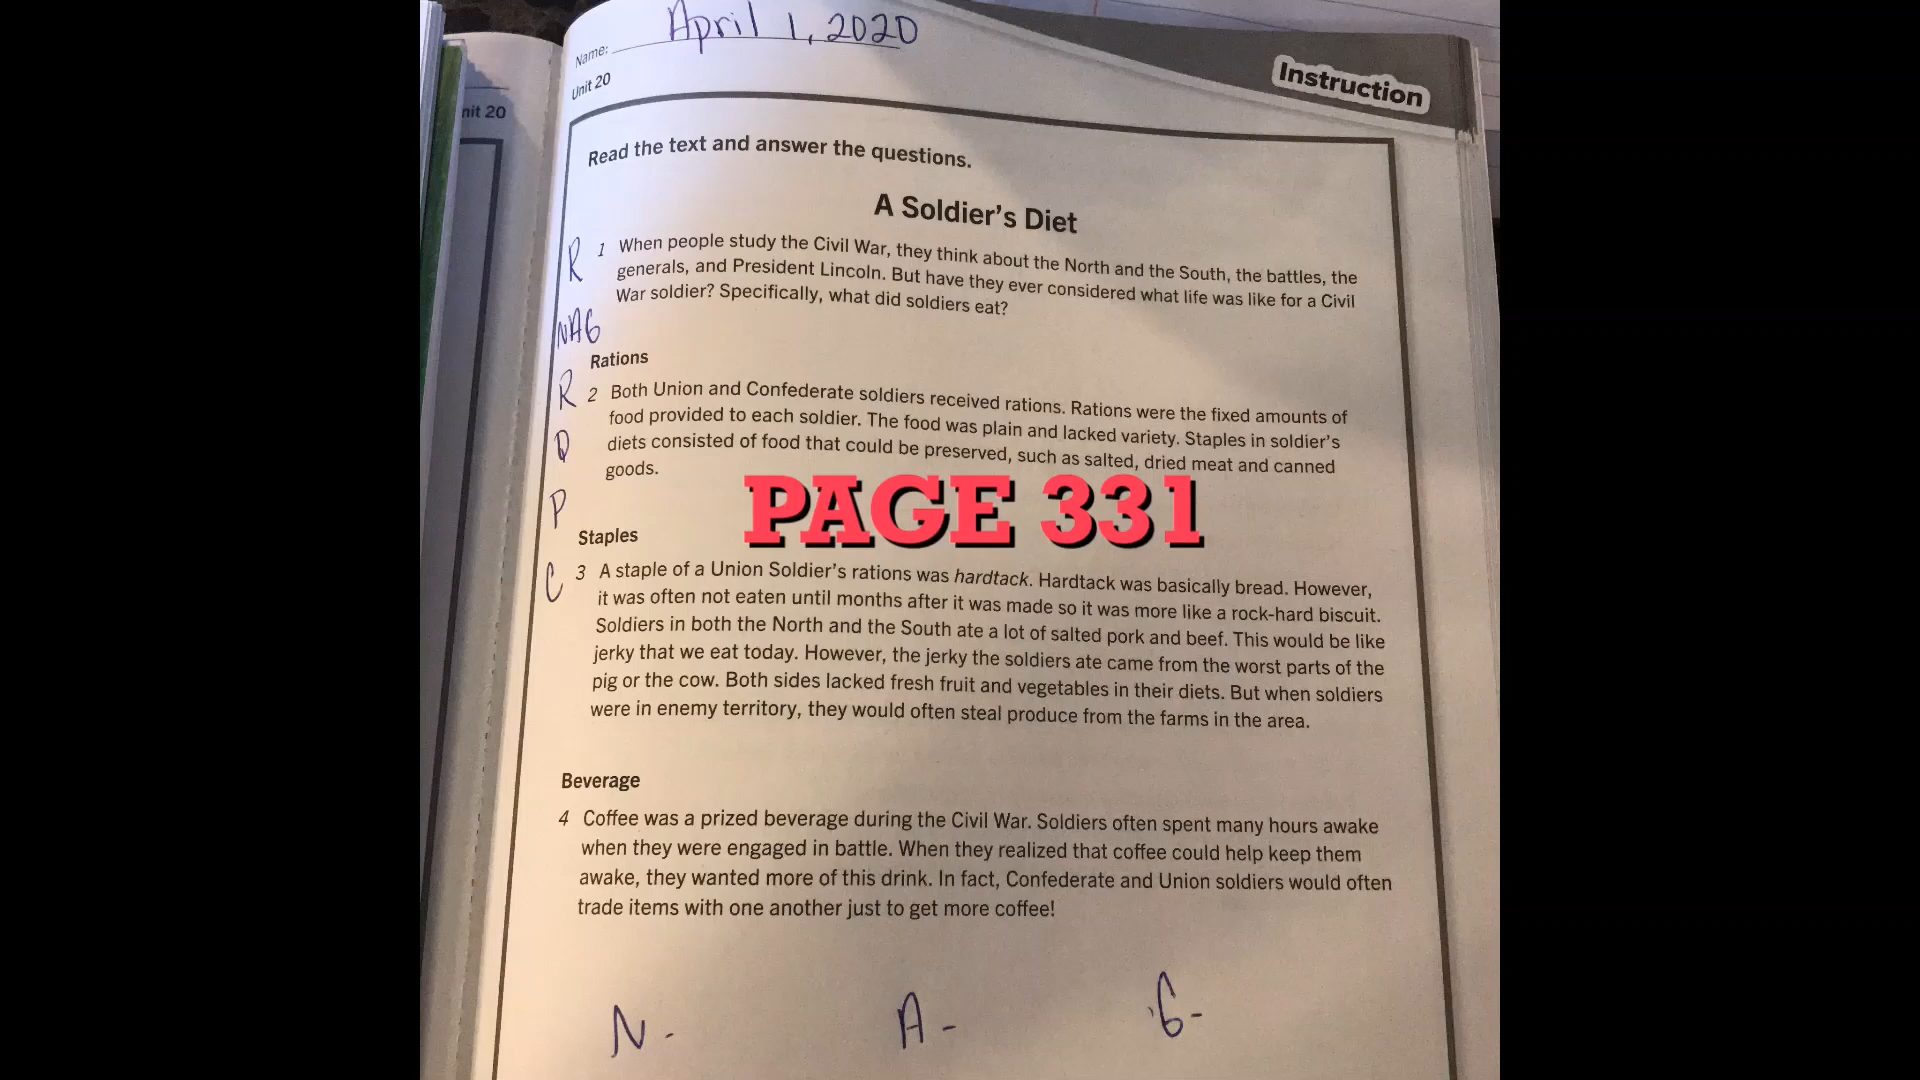 April 1, 2020
Name:
Unit 20
Instruction
nit 20
Read the text and answer the questions.
A Soldier's Diet
R
1 When people study the Civil War, they think about the North and the South, the battles, the
generals, and President Lincoln. But have they ever considered what life was like for a Civil
War soldier? Specifically, what did soldiers eat?
NAG
Rations
R
2 Both Union and Confederate soldiers received rations. Rations were the fixed amounts of
food provided to each soldier. The food was plain and lacked variety. Staples in soldier's
Q
diets consisted of food that could be preserved, such as salted, dried meat and canned
goods.
PAGE 331
P
Staples
C
3 A staple of a Union Soldier's rations was hardtack. Hardtack was basically bread. However,
it was often not eaten until months after it was made so it was more like a rock-hard biscuit.
Soldiers in both the North and the South ate a lot of salted pork and beef. This would be like
jerky that we eat today. However, the jerky the soldiers ate came from the worst parts of the
pig or the cow. Both sides lacked fresh fruit and vegetables in their diets. But when soldiers
were in enemy territory, they would often steal produce from the farms in the area.
Beverage
4 Coffee was a prized beverage during the Civil War. Soldiers often spent many hours awake
when they were engaged in battle. When they realized that coffee could help keep them
awake, they wanted more of this drink. In fact, Confederate and Union soldiers would often
trade items with one another just to get more coffee!
N- A- G-